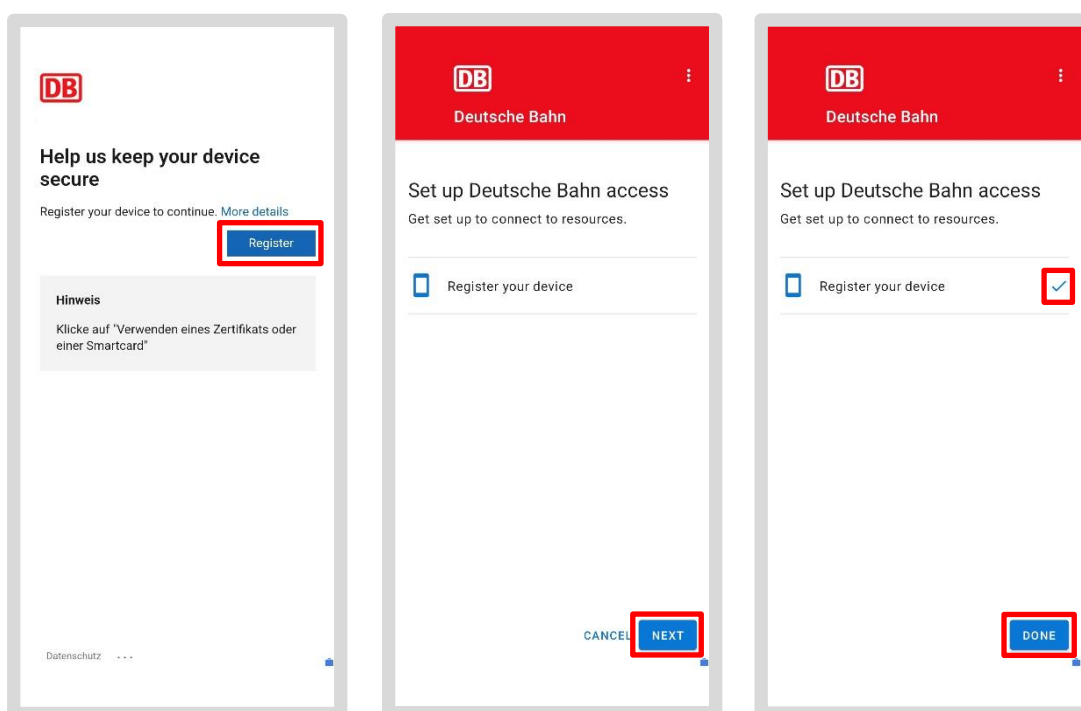 DB
Help us keep your device
secure
Register your device to continue. More details
Register
Hinweis
Klicke auf "Verwenden eines Zertifikats oder
einer Smartcard"
Datenschutz ...
DB
Deutsche Bahn
Set up Deutsche Bahn access
Get set up to connect to resources.
Register your device
CANCEL NEXT
DB
Deutsche Bahn
Set up Deutsche Bahn access
Get set up to connect to resources.
Register your device
DONE